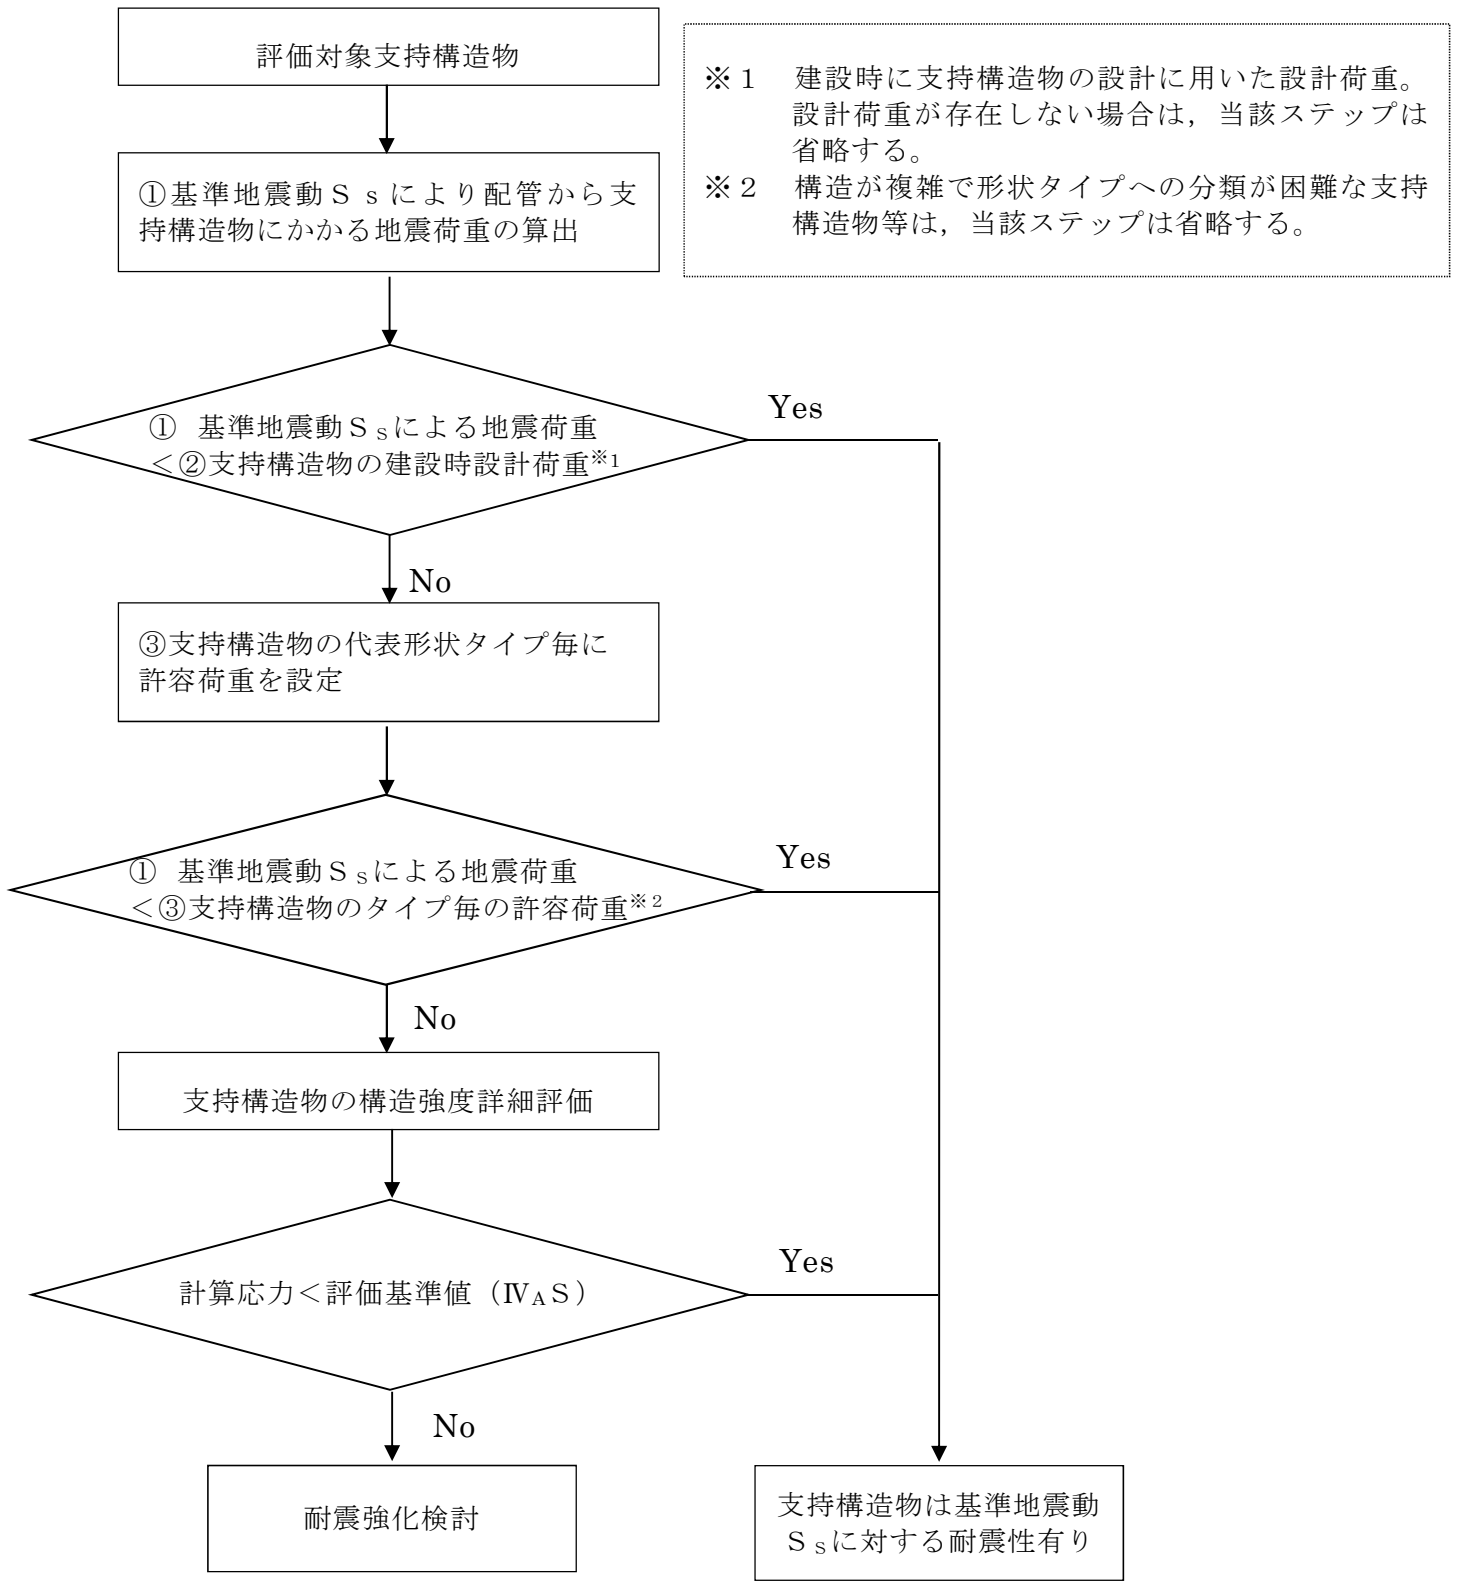 評価対象支持構造物
※１　建設時に支持構造物の設計に用いた設計荷重。
設計荷重が存在しない場合は，当該ステップは
省略する。
※２　構造が複雑で形状タイプへの分類が困難な支持
構造物等は，当該ステップは省略する。
①基準地震動Ｓｓにより配管から支
持構造物にかかる地震荷重の算出
①　基準地震動Ｓsによる地震荷重
＜②支持構造物の建設時設計荷重※1
Yes
No
③支持構造物の代表形状タイプ毎に
許容荷重を設定
①　基準地震動Ｓsによる地震荷重
＜③支持構造物のタイプ毎の許容荷重※２
Yes
No
支持構造物の構造強度詳細評価
計算応力＜評価基準値（ⅣAＳ）
Yes
No
耐震強化検討
支持構造物は基準地震動
Ｓsに対する耐震性有り